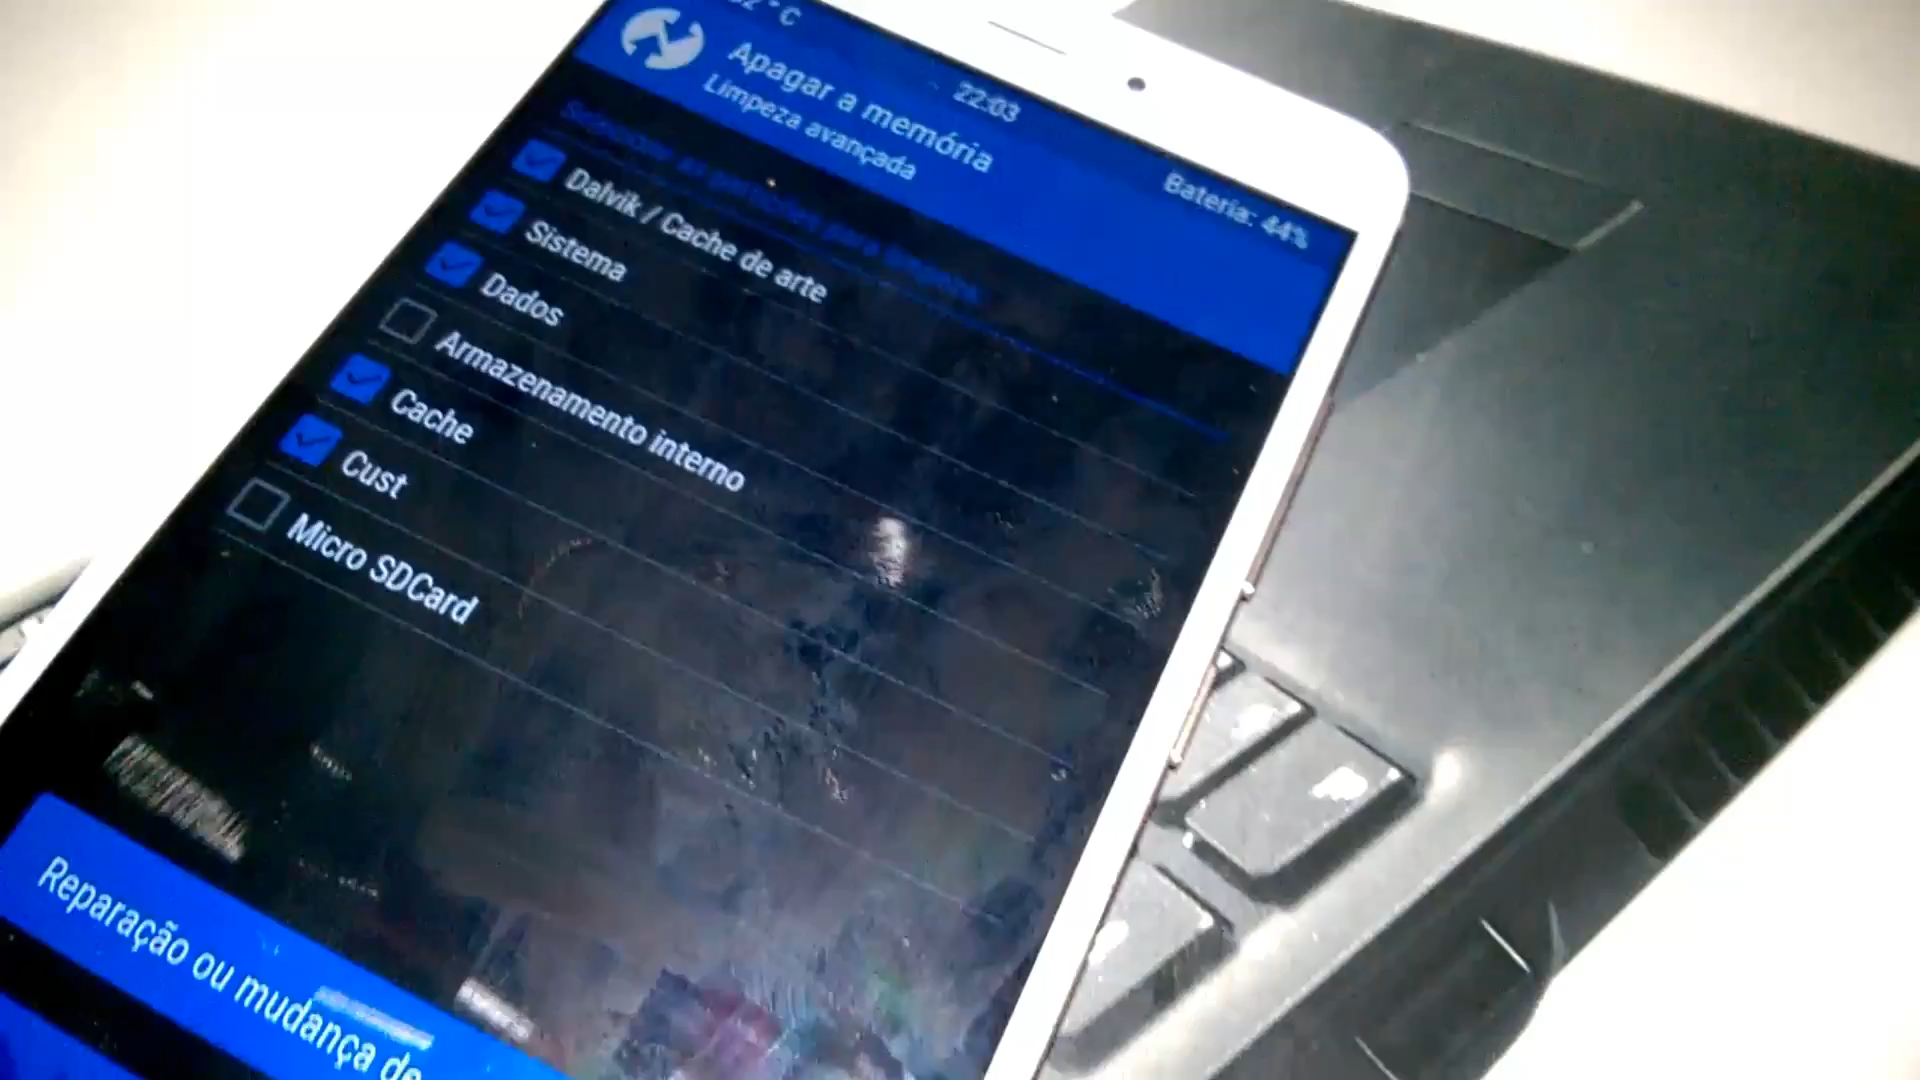 22:03
Bateria: 44%
Apagar a memória
Limpeza avançada
Dalvik / Cache de arte
Sistema
Dados
Armazenamento interno
Cache
Cust
Micro SDCard
Reparação ou mudança de